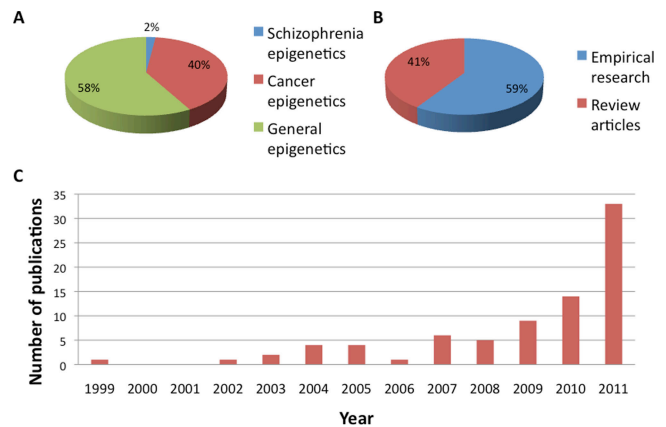 A
2%
40%
58%
Schizophrenia
epigenetics
Cancer
epigenetics
General
epigenetics
B
41%
59%
Empirical
research
Review
articles
C
Number of publications
35
30
25
20
15
10
5
0
1999 2000 2001 2002 2003 2004 2005 2006 2007 2008 2009 2010 2011
Year